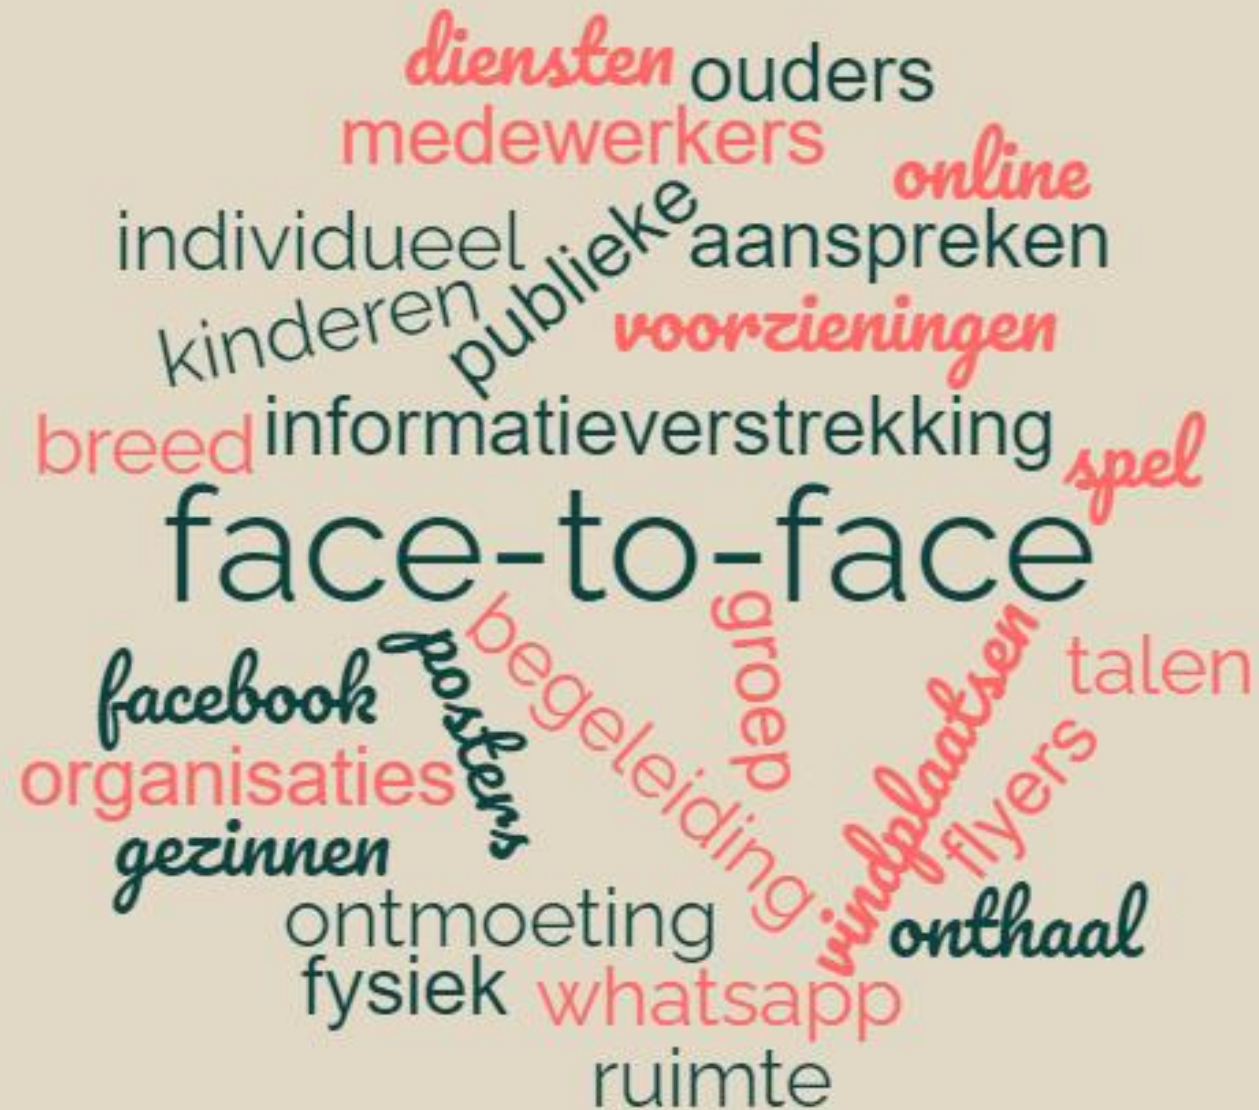 diensten
ouders
medewerkers
online
individueel
publieke
aanspreken
kinderen
voorzieningen
breed
informatieverstrekking
spel
face-to-face
begeleiding
groep
vindplaatsen
talen
facebook
posters
flyers
organisaties
gezinnen
ontmoeting
onthaal
fysiek
whatsapp
ruimte